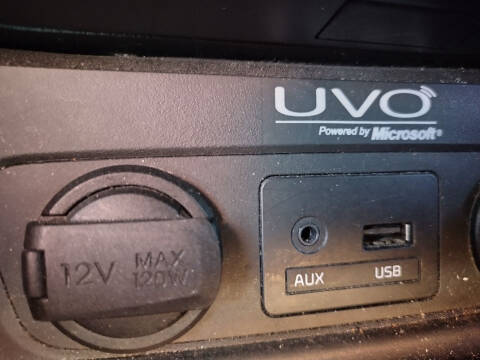 UVO
Powered by Microsoft®
12V MAX 120W
AUX USB